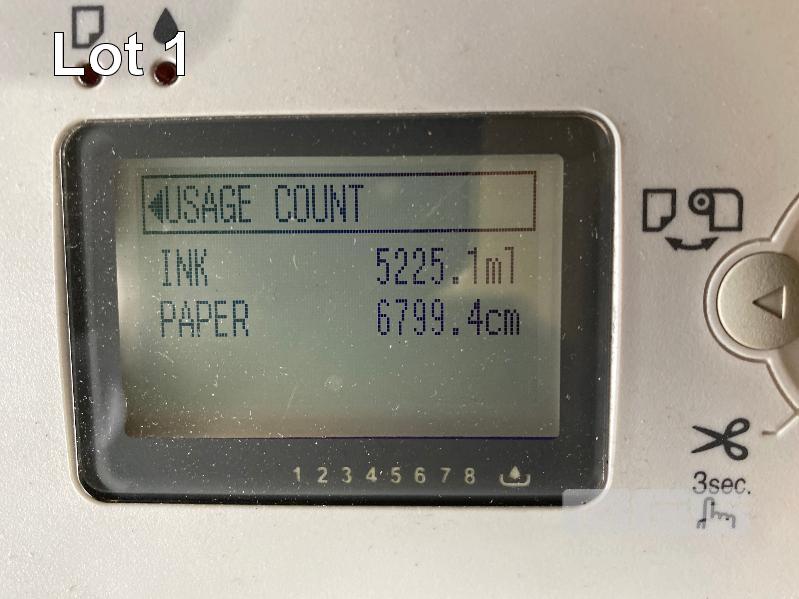 Lot 1
◀USAGE COUNT
INK 5225.1ml
PAPER 6799.4cm
1 2 3 4 5 6 7 8
3sec.